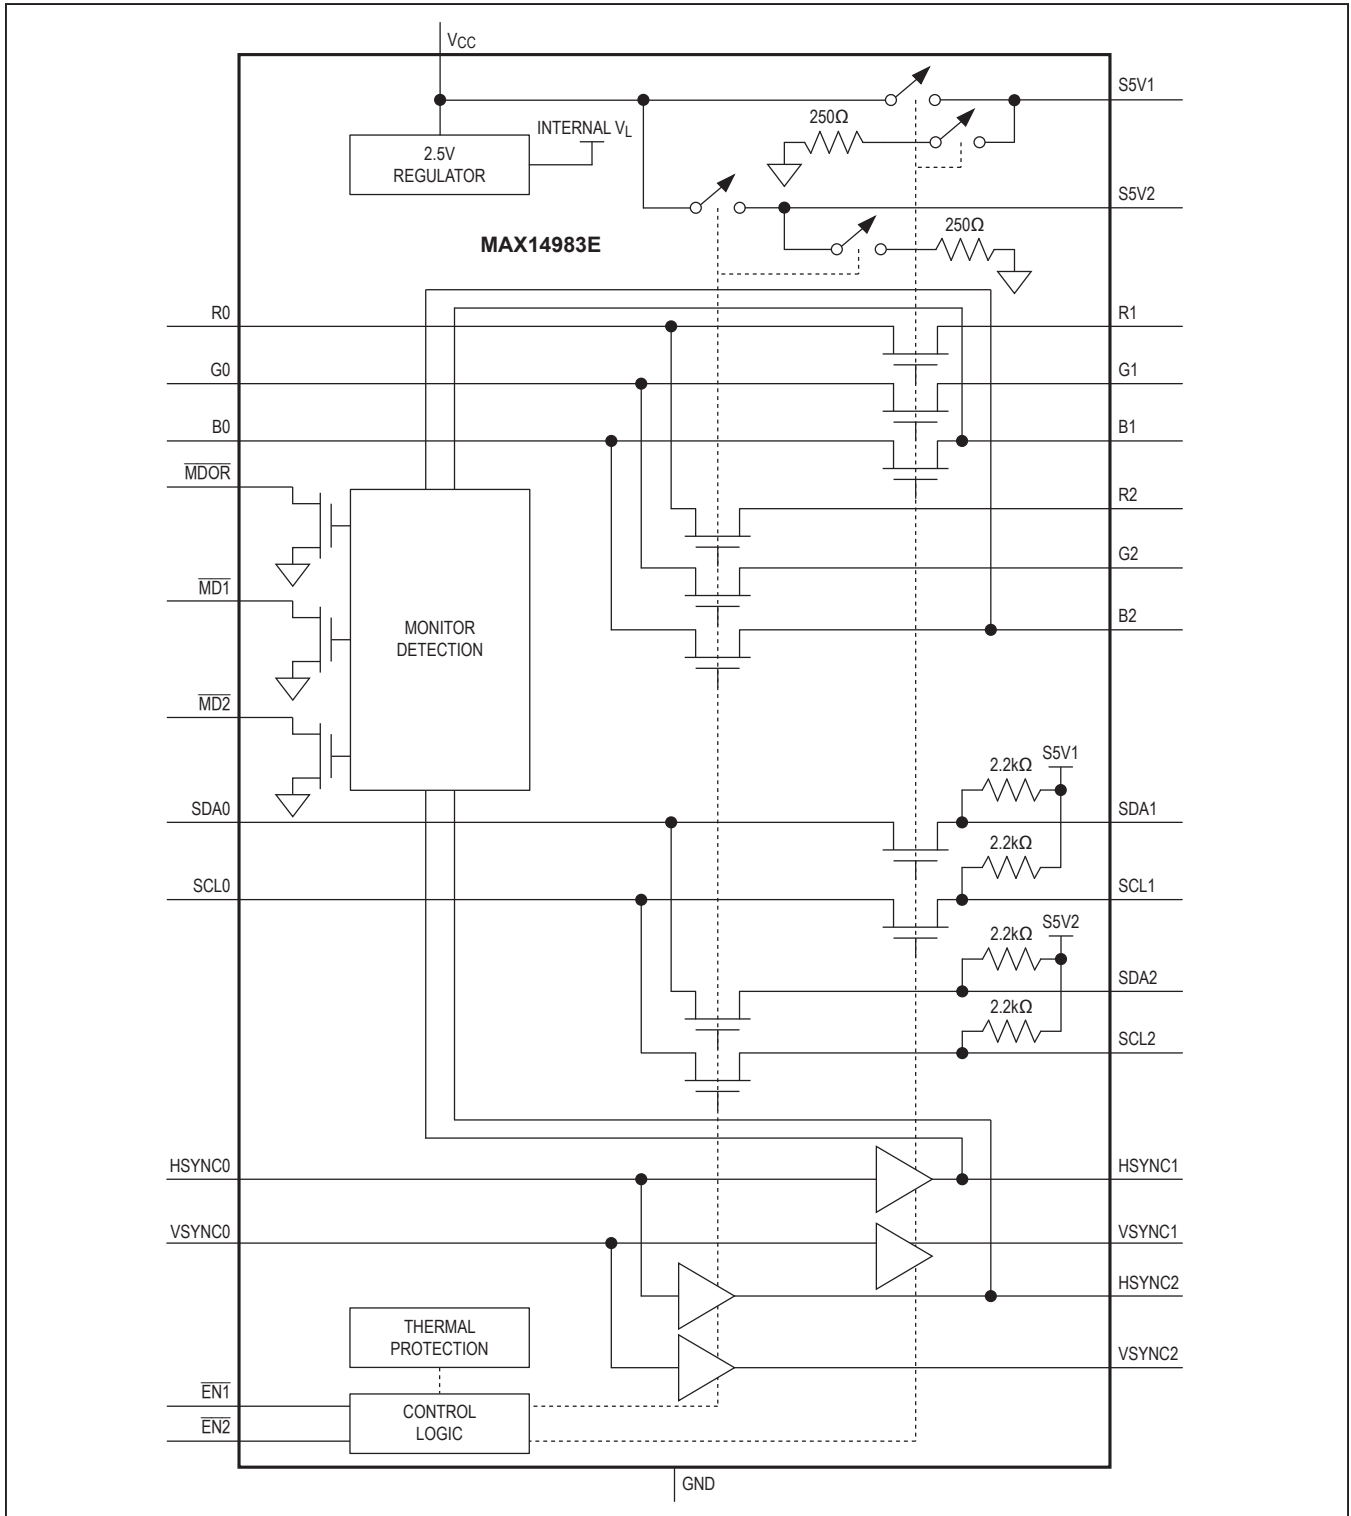 VCC
S5V1
250Ω
INTERNAL VL
2.5V
REGULATOR
S5V2
250Ω
MAX14983E
R0
R1
G0
G1
B0
B1
MDOR
R2
G2
MD1
B2
MONITOR
DETECTION
MD2
S5V1
2.2kΩ
SDA0
SDA1
2.2kΩ
SCL0
SCL1
S5V2
2.2kΩ
SDA2
2.2kΩ
SCL2
HSYNC0
HSYNC1
VSYNC0
VSYNC1
HSYNC2
THERMAL
PROTECTION
VSYNC2
EN1
CONTROL
LOGIC
EN2
GND